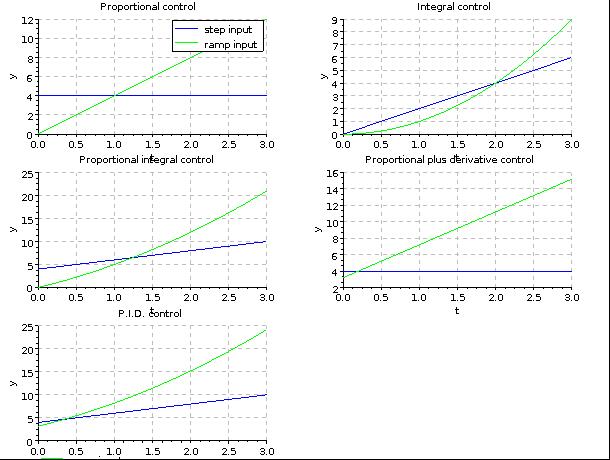 Proportional control
12
10
8
6
4
2
0
y
step input
ramp input
0.0 0.5 1.0 1.5 2.0 2.5 3.0
t
Integral control
9
8
7
6
5
4
3
2
1
0
y
0.0 0.5 1.0 1.5 2.0 2.5 3.0
t
Proportional integral control
25
20
15
10
5
0
y
0.0 0.5 1.0 1.5 2.0 2.5 3.0
t
Proportional plus derivative control
16
14
12
10
8
6
4
2
y
0.0 0.5 1.0 1.5 2.0 2.5 3.0
t
P.I.D. control
25
20
15
10
5
0
y
0.0 0.5 1.0 1.5 2.0 2.5 3.0